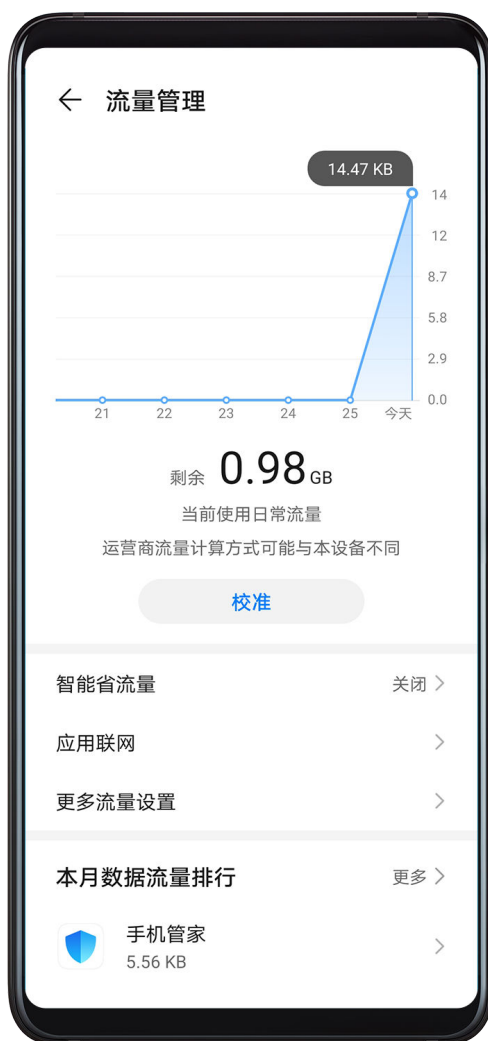 流量管理
14.47 KB
14
12
8.7
5.8
2.9
0.0
21 22 23 24 25 今天
剩余 0.98 GB
当前使用日常流量
运营商流量计算方式可能与本设备不同
校准
智能省流量 关闭
应用联网
更多流量设置
本月数据流量排行 更多
手机管家
5.56 KB